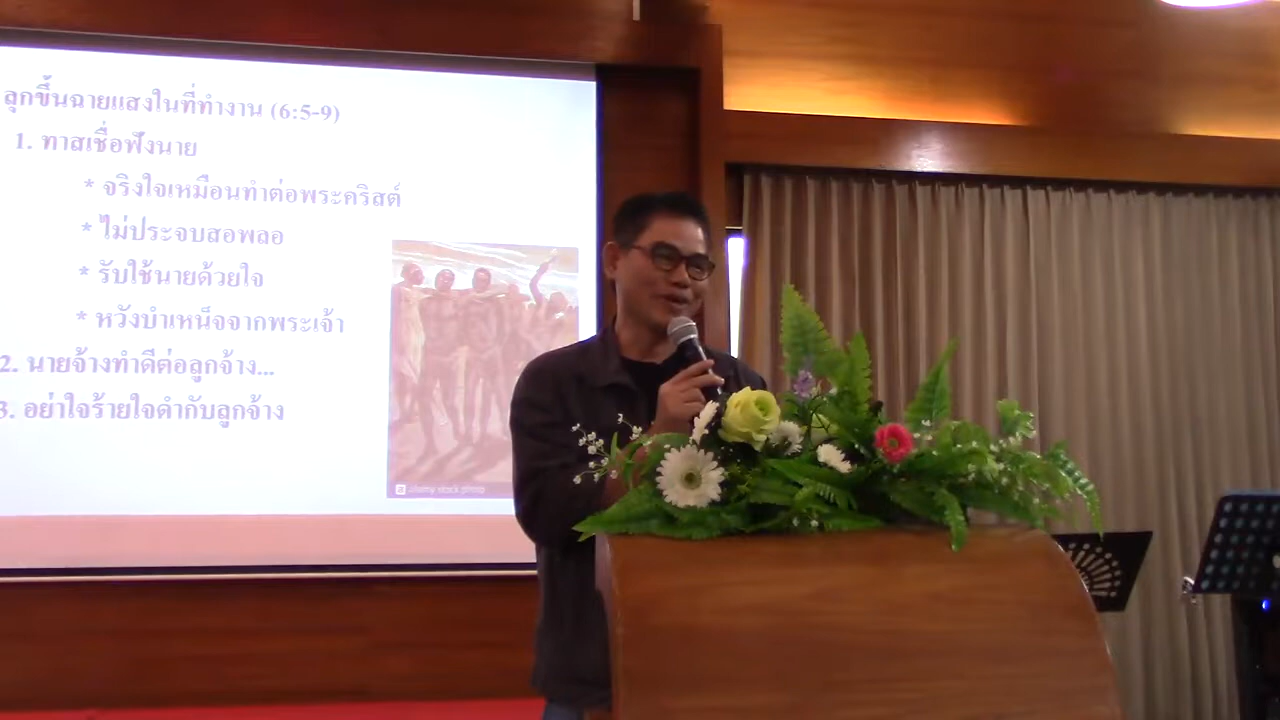 ลุกขึ้นฉายแสงในที่ทำงาน (6:5-9)
1. ทาสเชื่อฟังนาย
* จริงใจเหมือนทำต่อพระคริสต์
* ไม่ประจบสอพลอ
* รับใช้นายด้วยใจ
* หวังบำเหน็จจากพระเจ้า
2. นายจ้างทำดีต่อลูกจ้าง...
3. อย่าใจร้ายใจดำกับลูกจ้าง
a alamy stock photo